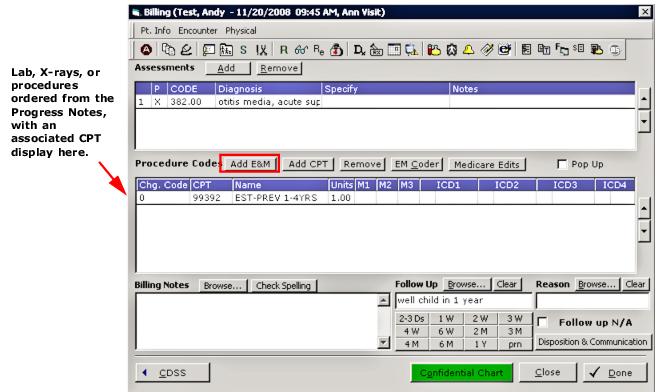 Billing (Test, Andy - 11/20/2008 09:45 AM, Ann Visit)
Pt. Info Encounter Physical
S R Re
Assessments Add Remove
P CODE Diagnosis Specify Notes
1 X 382.00 otitis media, acute sup
Lab, X-rays, or
procedures
ordered from the
Progress Notes,
with an
associated CPT
display here.
Procedure Codes Add E&M Add CPT Remove EM Coder Medicare Edits Pop Up
Chg. Code CPT Name Units M1 M2 M3 ICD1 ICD2 ICD3 ICD4
0 99392 EST-PREV 1-4YRS 1.00
Billing Notes Browse... Check Spelling Follow Up Browse... Clear Reason Browse... Clear
well child in 1 year
2-3 Ds 1 W 2 W 3 W
4 W 6 W 2 M 3 M
4 M 6 M 1 Y prn
Follow up N/A
Disposition & Communication
CDSS Confidential Chart Close Done